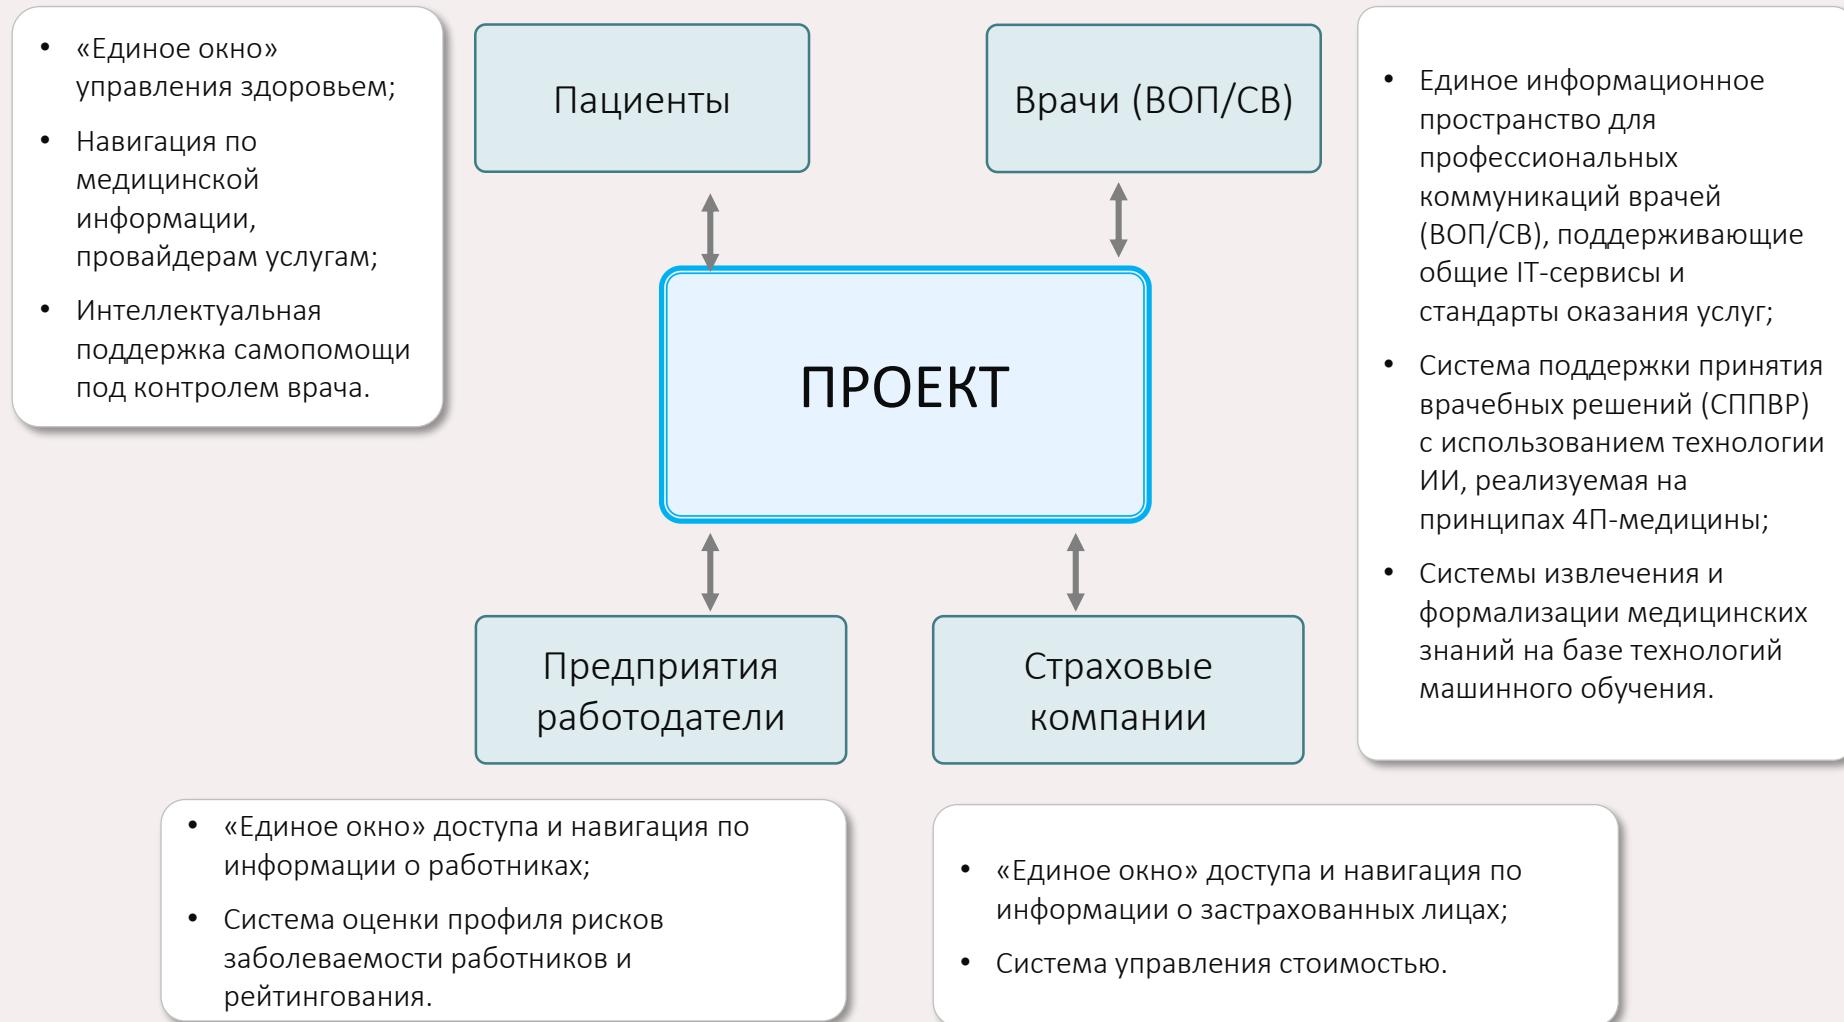 • «Единое окно»
управления здоровьем;
• Навигация по
медицинской
информации,
провайдерам услугам;
• Интеллектуальная
поддержка самопомощи
под контролем врача.
Пациенты
Врачи (ВОП/СВ)
• Единое информационное
пространство для
профессиональных
коммуникаций врачей
(ВОП/СВ), поддерживающие
общие IT-сервисы и
стандарты оказания услуг;
• Система поддержки принятия
врачебных решений (СППВР)
с использованием технологии
ИИ, реализуемая на
принципах 4П-медицины;
• Системы извлечения и
формализации медицинских
знаний на базе технологий
машинного обучения.
ПРОЕКТ
Предприятия
работодатели
Страховые
компании
• «Единое окно» доступа и навигация по
информации о работниках;
• Система оценки профиля рисков
заболеваемости работников и
рейтингования.
• «Единое окно» доступа и навигация по
информации о застрахованных лицах;
• Система управления стоимостью.